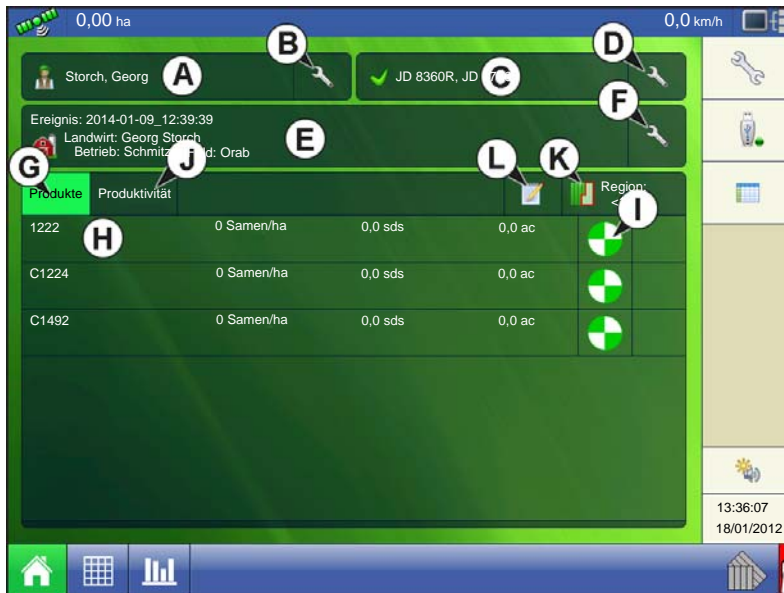 0,00 ha
0,0 km/h
B
D
Storch, Georg
A
JD 8360R, JD
C
F
Ereignis: 2014-01-09_12:39:39
Landwirt: Georg Storch
E
Betrieb: Schmitz
Orab
G
J
L
K
Produkte
Produktivität
Region:
<
I
H
1222
0 Samen/ha
0,0 sds
0,0 ac
C1224
0 Samen/ha
0,0 sds
0,0 ac
C1492
0 Samen/ha
0,0 sds
0,0 ac
13:36:07
18/01/2012